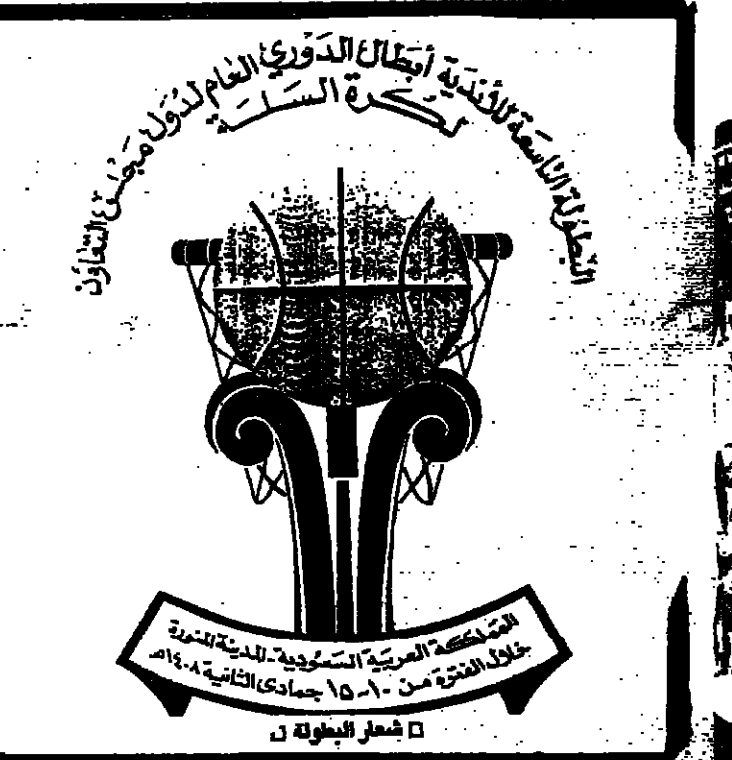 البطولة التاسعة للأندية أبطال الدوري العام لدول مجلس التعاون
لكرة السلة
المملكة العربية السعودية - المدينة المنورة
خلال الفترة من ١٠-١٥ جمادى الثانية ١٤٠٨هـ
□ شعار البطولة